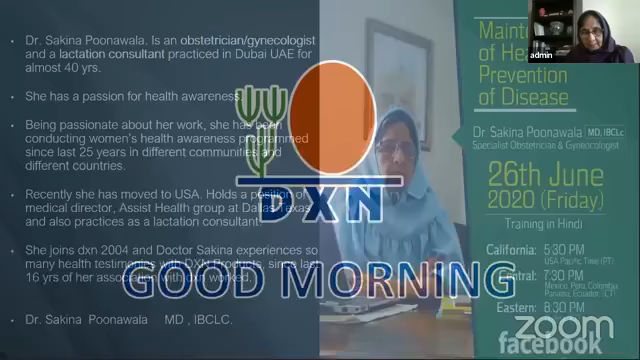 Dr. Sakina Poonawala. Is an obstetrician/gynecologist
and a lactation consultant practiced in Dubai UAE for
almost 40 yrs.
She has a passion for health awareness
Being passionate about her work, she has been
conducting women's health awareness programmed
since last 25 years in different communities and
different countries.
Recently she has moved to USA. Holds a position of
medical director, Assist Health group at Dallas Texas
and also practices as a lactation consultant
She joins dxn 2004 and Doctor Sakina experiences so
many health testimonies with DXN Products, since last
16 yrs of her association with dxn worked.
Dr. Sakina Poonawala MD , IBCLC.
DXN
GOOD MORNING
of
Prevention
of Disease
Dr. Sakina Poonawala MD, IBCLc
Specialist Obstetrician & Gynecologist
26th June
2020 (Friday)
Training in Hindi
California: 5:30 PM
USA Pacific Time (PT)
Central: 7:30 PM
Mexico, Peru, Colombia,
Panama, Ecuador, (CT)
Eastern: 8:30 PM
zoom
facebook
admin